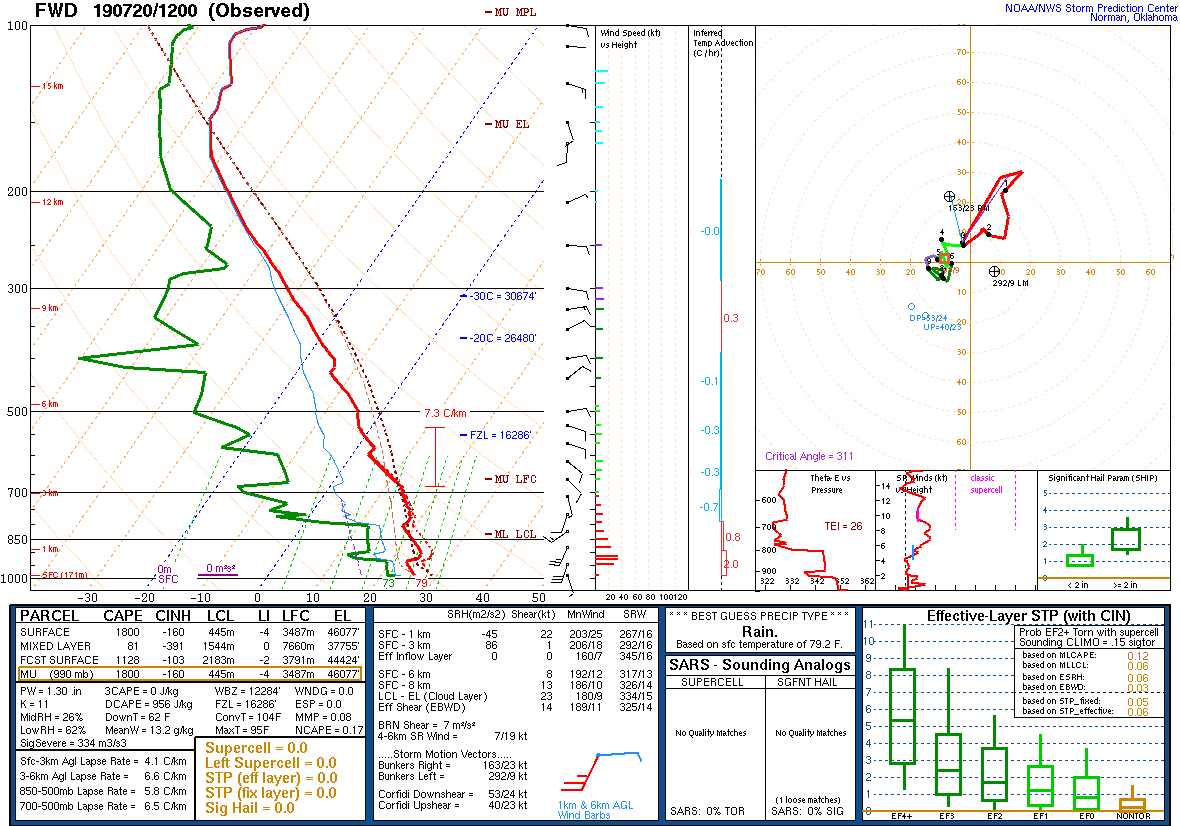 FWD 190720/1200 (Observed)
NOAA/NWS Storm Prediction Center
Norman, Oklahoma
100
200
300
400
500
700
850
1000
15 km
12 km
9 km
6 km
3 km
1 km
SFC (171m)
MU MPL
MU EL
-30C = 30674'
-20C = 26480'
7.3 C/km
FZL = 16286'
MU LFC
ML LCL
0m
SFC
0 m²s²
73 79
-30 -20 -10 0 10 20 30 40 50
Wind Speed (kt)
vs Height
20 40 60 80 100 120
Inferred
Temp Advection
(C / hr)
-0.0
0.3
-0.1
-0.3
-0.3
-0.7
0.8
2.0
70
60
50
40
30
20
10
70 60 50 40 30 20 10 20 30 40 50 60
10
20
30
40
50
60
163/23 RM
292/9 LM
DP=53/24
UP=40/23
Critical Angle = 311
Theta-E vs
Pressure
600
700
800
900
TEI = 26
322 332 342 352 362
SR Winds (kt)
vs Height
classic
supercell
14
12
10
8
6
4
2
Significant Hail Param (SHIP)
5
4
3
2
1
0
< 2 in >= 2 in
PARCEL CAPE CINH LCL LI LFC EL
SURFACE 1800 -160 445m -4 3487m 46077'
MIXED LAYER 81 -391 1544m 0 7660m 37755'
FCST SURFACE 1128 -103 2183m -2 3791m 44424'
MU (990 mb) 1800 -160 445m -4 3487m 46077'
PW = 1.30 .in 3CAPE = 0 J/kg WBZ = 12284' WNDG = 0.0
K = 11 DCAPE = 956 J/kg FZL = 16286' ESP = 0.0
MidRH = 26% DownT = 62 F ConvT = 104F MMP = 0.08
LowRH = 62% MeanW = 13.2 g/kg MaxT = 95F NCAPE = 0.17
SigSevere = 334 m3/s3
Sfc-3km Agl Lapse Rate = 4.1 C/km
3-6km Agl Lapse Rate = 6.6 C/km
850-500mb Lapse Rate = 5.8 C/km
700-500mb Lapse Rate = 6.5 C/km
Supercell = 0.0
Left Supercell = 0.0
STP (eff layer) = 0.0
STP (fix layer) = 0.0
Sig Hail = 0.0
SRH(m2/s2) Shear(kt) MnWind SRW
SFC - 1 km -45 22 203/25 267/16
SFC - 3 km 86 1 206/18 292/16
Eff Inflow Layer 0 0 160/7 345/16
SFC - 6 km 8 192/12 317/13
SFC - 8 km 13 186/10 326/14
LCL - EL (Cloud Layer) 23 180/9 334/15
Eff Shear (EBWD) 14 189/11 325/14
BRN Shear = 7 m²/s²
4-6km SR Wind = 7/19 kt
.....Storm Motion Vectors.....
Bunkers Right = 163/23 kt
Bunkers Left = 292/9 kt
Corfidi Downshear = 53/24 kt
Corfidi Upshear = 40/23 kt
1km & 6km AGL
Wind Barbs
* * * BEST GUESS PRECIP TYPE * * *
Rain.
Based on sfc temperature of 79.2 F.
SARS - Sounding Analogs
SUPERCELL SGFNT HAIL
No Quality Matches No Quality Matches
(1 loose matches)
SARS: 0% TOR SARS: 0% SIG
Effective-Layer STP (with CIN)
11
10
9
8
7
6
5
4
3
2
1
0
EF4+ EF3 EF2 EF1 EF0 NONTOR
Prob EF2+ Torn with supercell
Sounding CLIMO = .15 sigtor
based on MLCAPE: 0.12
based on MLLCL: 0.06
based on ESRH: 0.06
based on EBWD: 0.03
based on STP_fixed: 0.05
based on STP_effective: 0.06